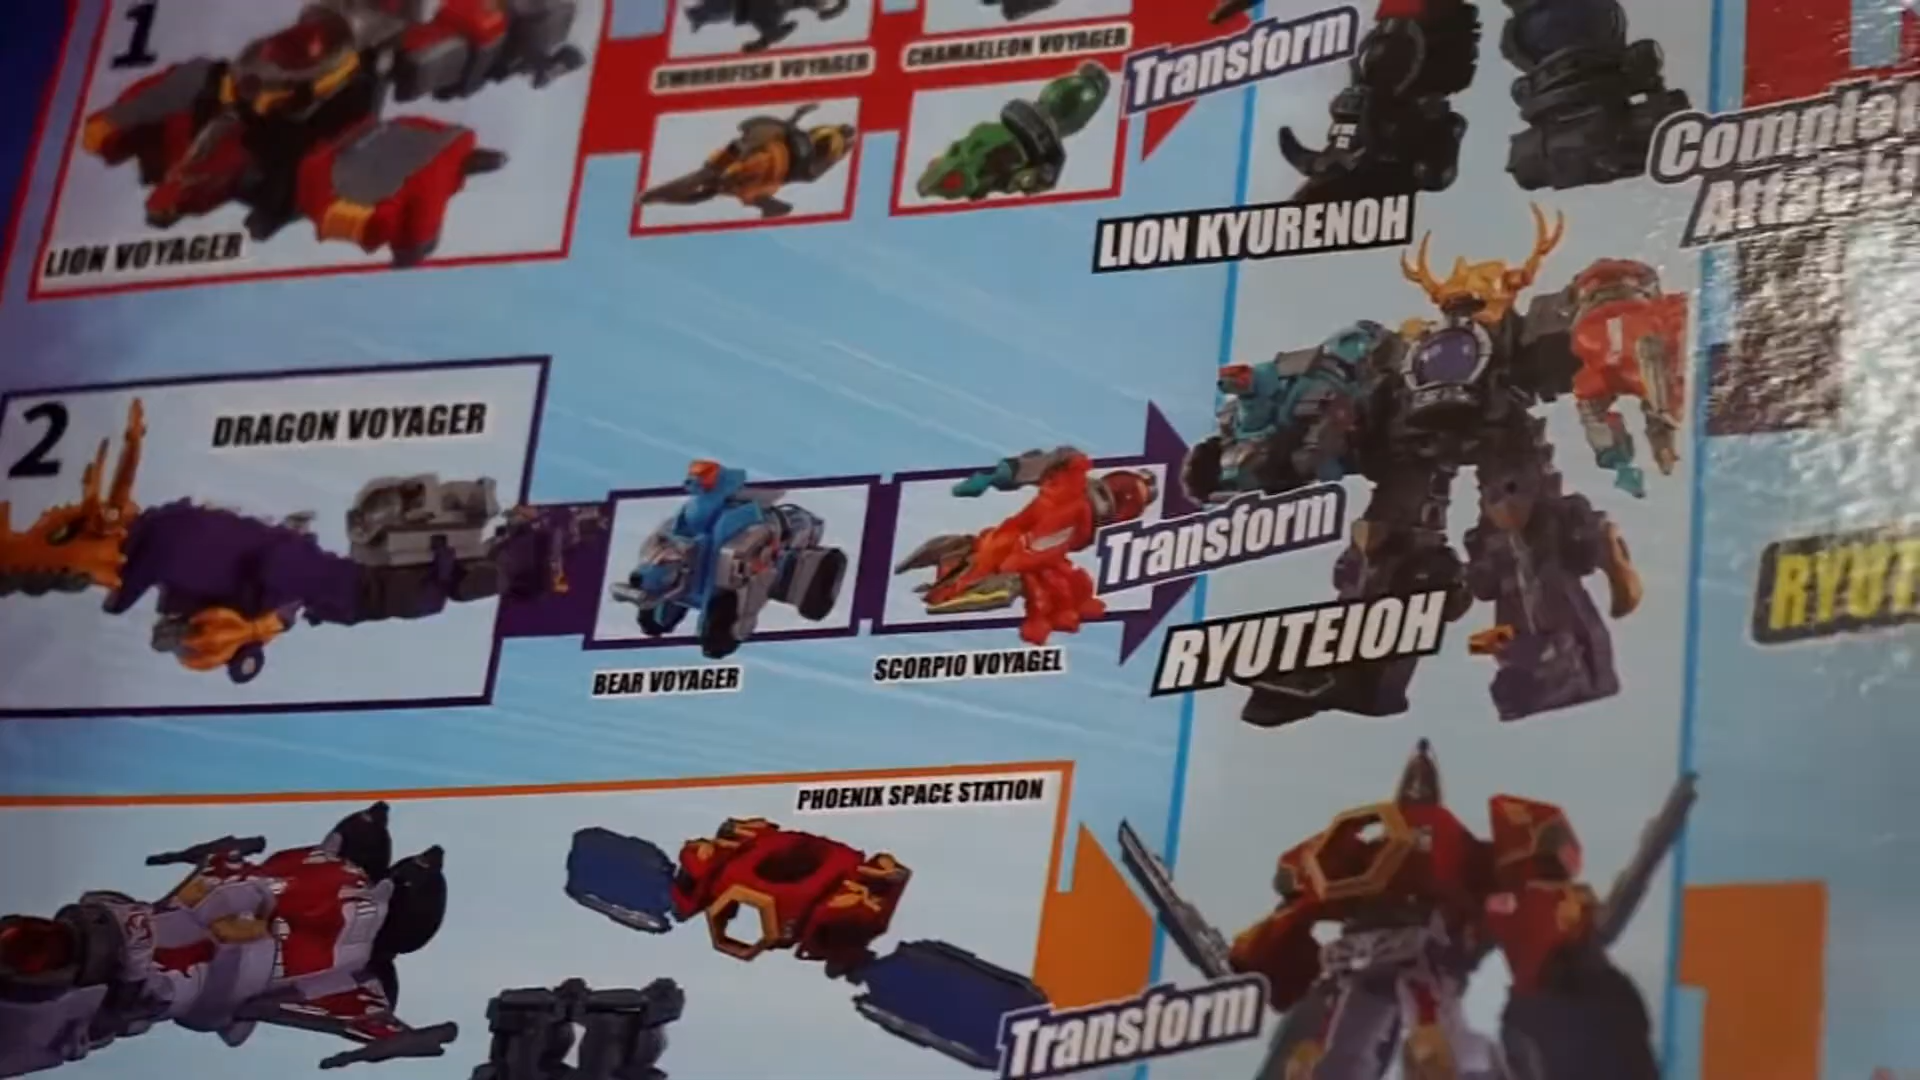 1
SWORDFISH VOYAGER
CHAMAELEON VOYAGER
Transform
LION VOYAGER
LION KYURENOH
Attack!
2
DRAGON VOYAGER
BEAR VOYAGER
SCORPIO VOYAGEL
Transform
RYUTEIOH
PHOENIX SPACE STATION
Transform